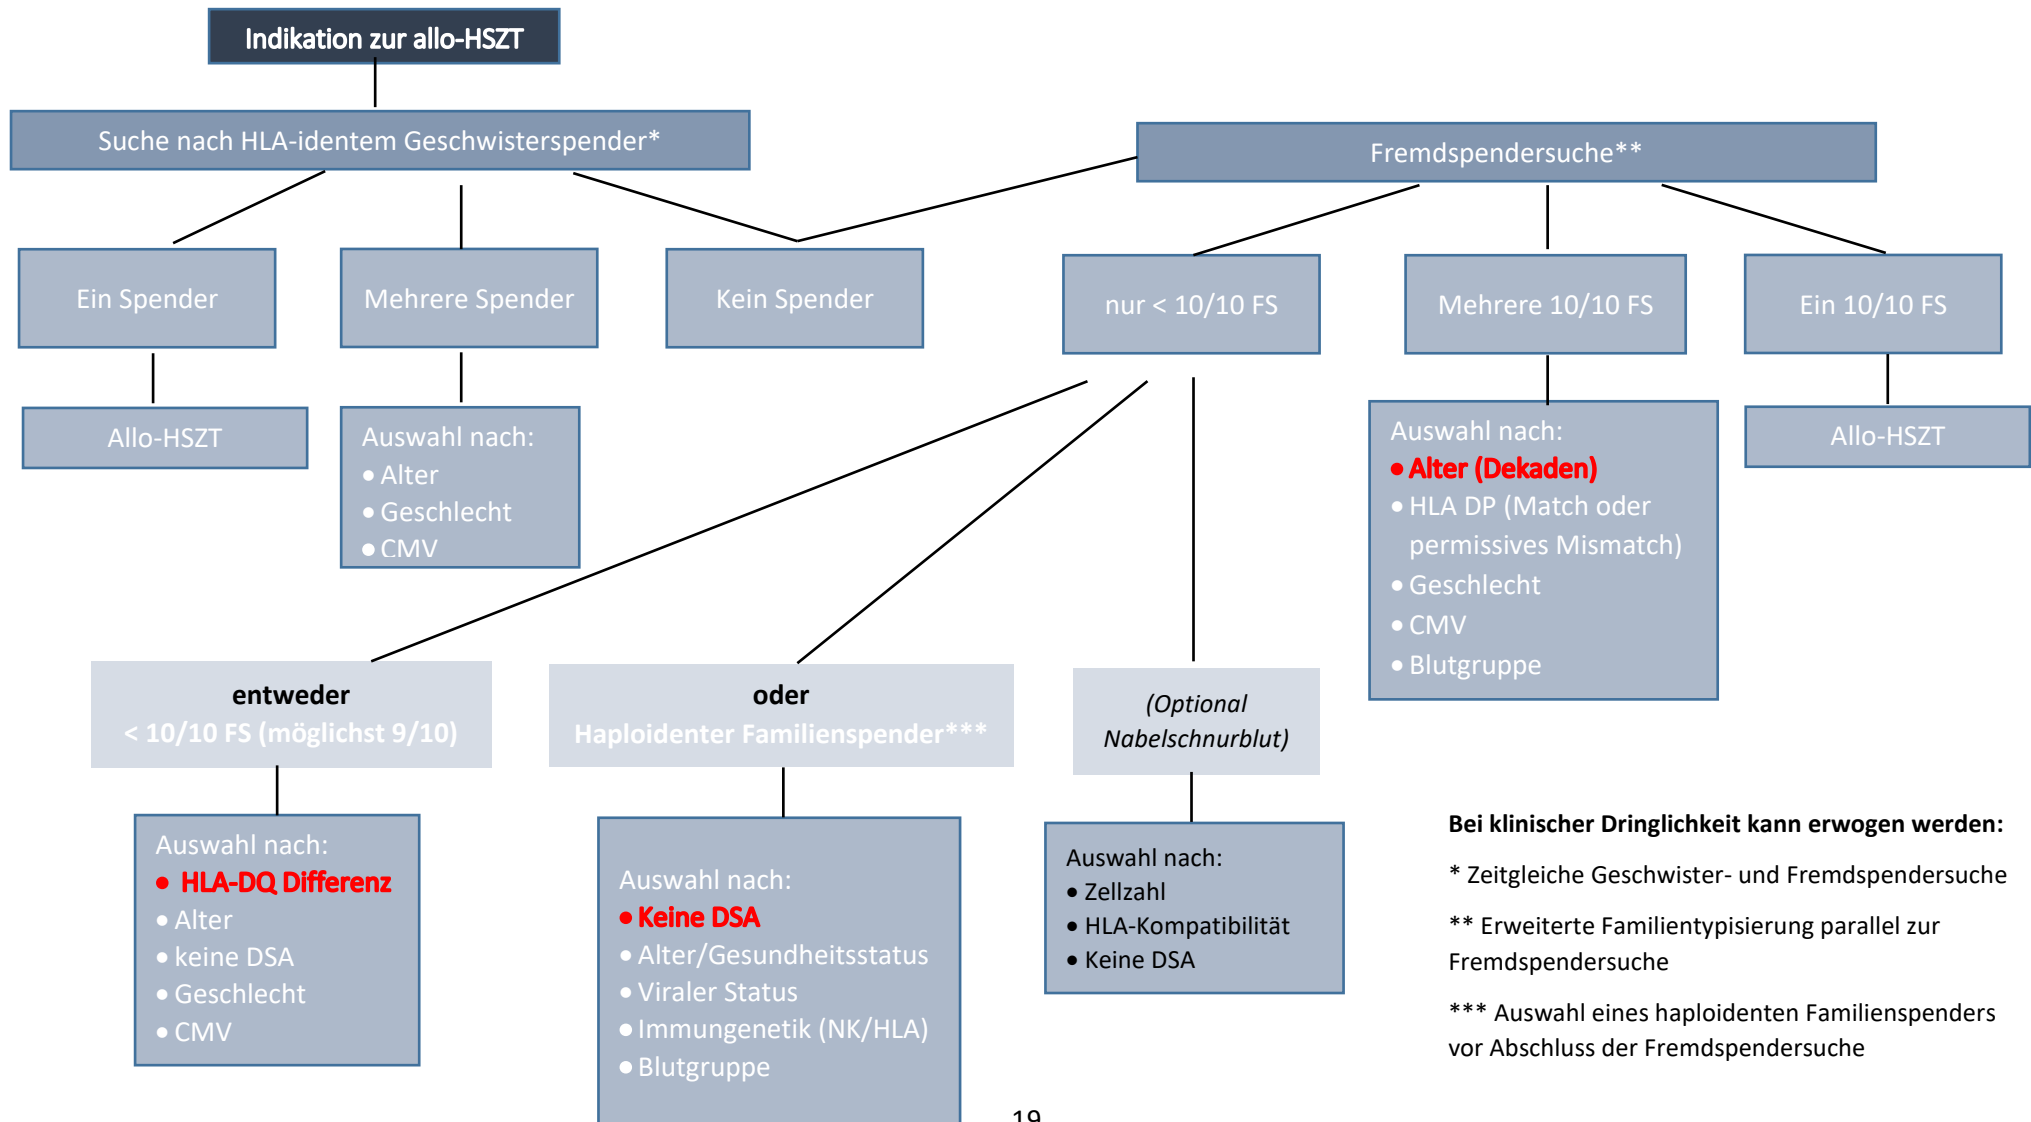 Indikation zur allo-HSZT
Suche nach HLA-identem Geschwisterspender*
Fremdspendersuche**
Ein Spender
Mehrere Spender
Kein Spender
nur < 10/10 FS
Mehrere 10/10 FS
Ein 10/10 FS
Allo-HSZT
Auswahl nach:
• Alter
• Geschlecht
• CMV
Auswahl nach:
• Alter (Dekaden)
• HLA DP (Match oder
permissives Mismatch)
• Geschlecht
• CMV
• Blutgruppe
Allo-HSZT
entweder
< 10/10 FS (möglichst 9/10)
oder
Haploidenter Familienspender***
(Optional
Nabelschnurblut)
Auswahl nach:
• HLA-DQ Differenz
• Alter
• keine DSA
• Geschlecht
• CMV
Auswahl nach:
• Keine DSA
• Alter/Gesundheitsstatus
• Viraler Status
• Immungenetik (NK/HLA)
• Blutgruppe
Auswahl nach:
• Zellzahl
• HLA-Kompatibilität
• Keine DSA
Bei klinischer Dringlichkeit kann erwogen werden:
* Zeitgleiche Geschwister- und Fremdspendersuche
** Erweiterte Familientypisierung parallel zur
Fremdspendersuche
*** Auswahl eines haploidenten Familienspenders
vor Abschluss der Fremdspendersuche
19